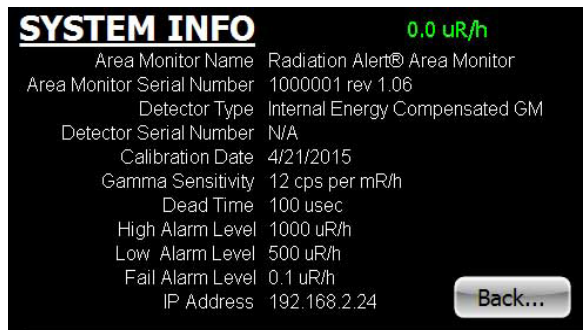 SYSTEM INFO 0.0 uR/h
Area Monitor Name Radiation Alert® Area Monitor
Area Monitor Serial Number 1000001 rev 1.06
Detector Type Internal Energy Compensated GM
Detector Serial Number N/A
Calibration Date 4/21/2015
Gamma Sensitivity 12 cps per mR/h
Dead Time 100 usec
High Alarm Level 1000 uR/h
Low Alarm Level 500 uR/h
Fail Alarm Level 0.1 uR/h
IP Address 192.168.2.24
Back...